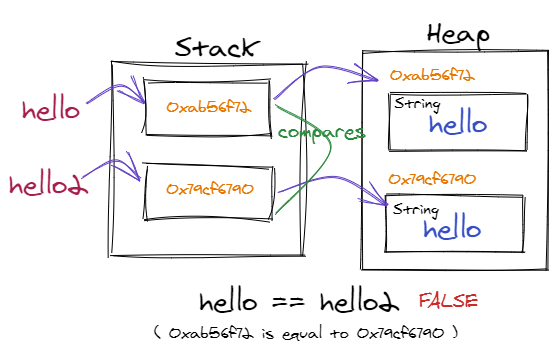 Stack
Heap
hello
0xab56f72
compares
hello2
0x79cf6790
0xab56f72
String
hello
0x79cf6790
String
hello
hello == hello2 FALSE
( 0xab56f72 is equal to 0x79cf6790 )